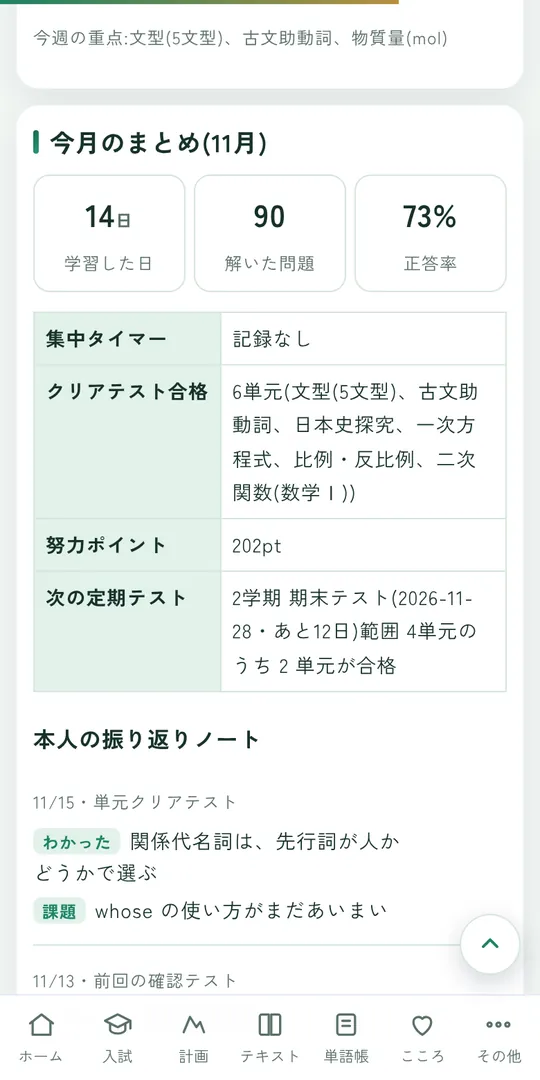 今週の重点:文型(5文型)、古文助動詞、物質量(mol)
今月のまとめ(11月)
14日
学習した日
90
解いた問題
73%
正答率
集中タイマー
記録なし
クリアテスト合格
6単元(文型(5文型)、古文助
動詞、日本史探究、一次方
程式、比例・反比例、二次
関数(数学Ⅰ))
努力ポイント
202pt
次の定期テスト
2学期 期末テスト(2026-11-
28・あと12日)範囲 4単元の
うち 2 単元が合格
本人の振り返りノート
11/15・単元クリアテスト
わかった 関係代名詞は、先行詞が人か
どうかで選ぶ
課題 whose の使い方がまだあいまい
11/13・前回の確認テスト
ホーム
入試
計画
テキスト
単語帳
こころ
その他